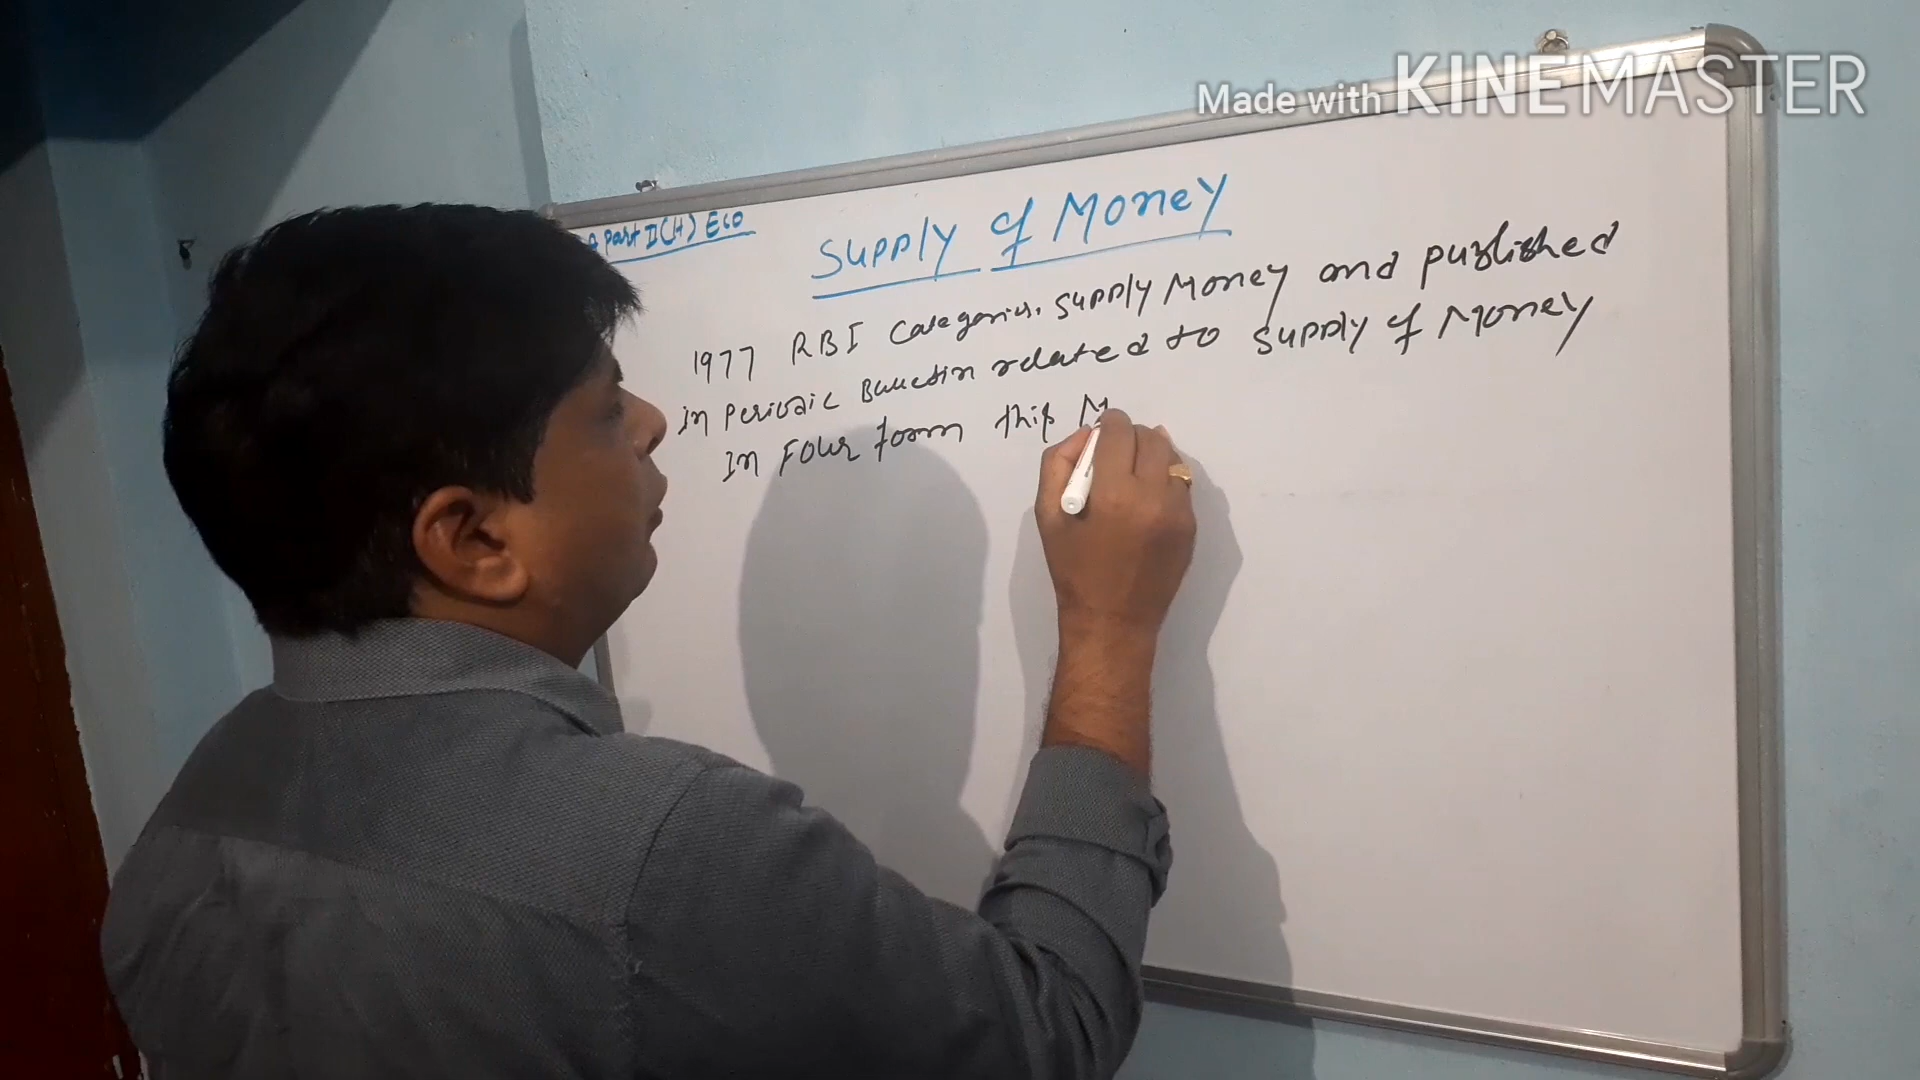 Made with KINEMASTER
A Part II (H) Eco
Supply of Money
1977 RBI Categories. Supply Money and published
in Periodic Bulletin related to Supply of Money
In Four form this M